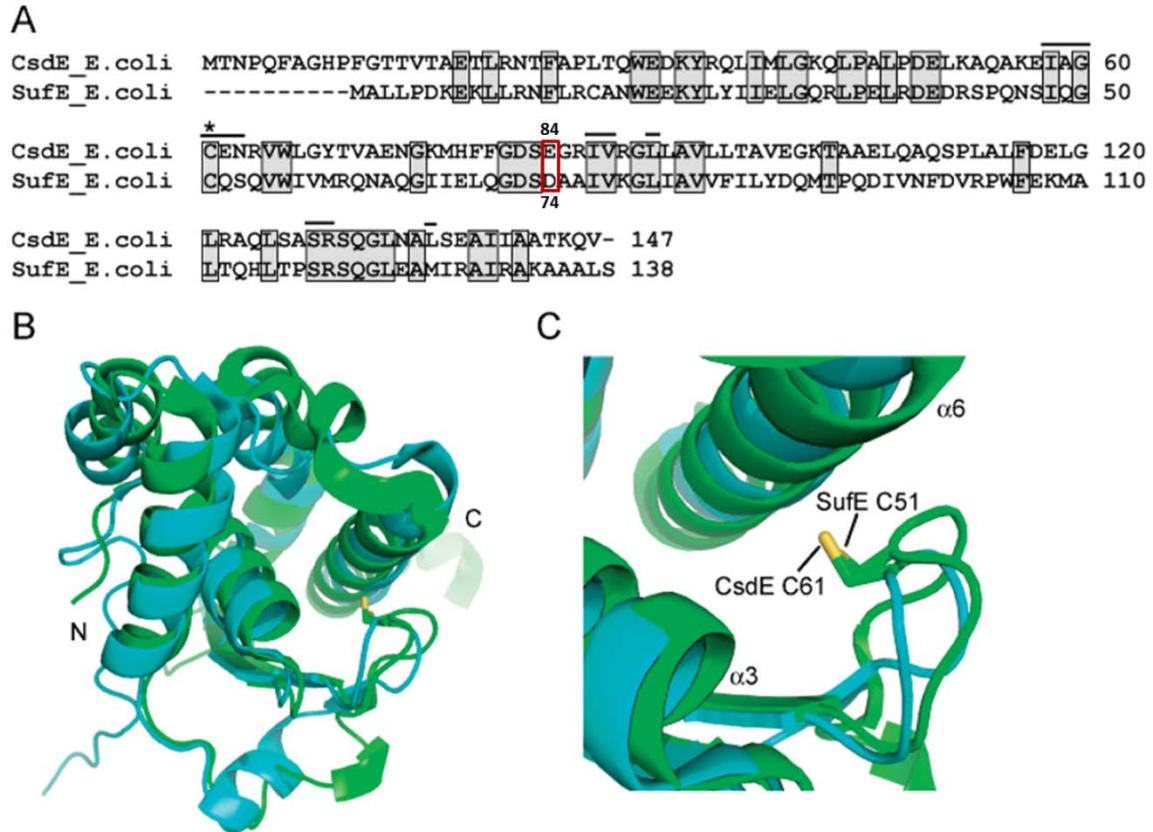 A
CsdE_E.coli MTNPQFAGHPFGTTVTAETLRNTFAPLTQWEDKYRQLIMLGKQLPALPDELKAQAKEIAG 60
SufE_E.coli ----------MALLPDKEKLLRNFLRCANWEEKYLYIIELGQRLPELRDEDRSPQNSIQG 50
*
84
CsdE_E.coli CENRVWLGYTVAENGKMHFFGDSEGRIVRGLLAVLLTAVEGKTAAELQAQSPLALFDELG 120
SufE_E.coli CQSQVWIVMRQNAQGIIELQGDSDAAIVKGLIAVVFILYDQMTPQDIVNFDVRPWFEKMA 110
74
CsdE_E.coli LRAQLSASRSQGLNALSEAIIAATKQV- 147
SufE_E.coli LTQHLTPSRSQGLEAMIRAIRAKAAALS 138
B
C
N
C
α6
SufE C51
CsdE C61
α3